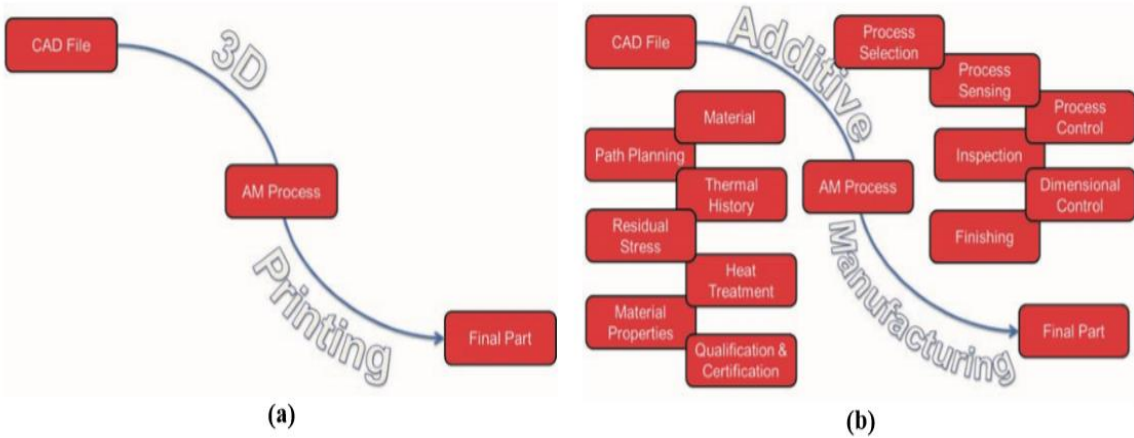 CAD File
3D
AM Process
Printing
Final Part
(a)
CAD File
Additive
Process
Selection
Process
Sensing
Material
Process
Control
Path Planning
Inspection
Thermal
History
AM Process
Dimensional
Control
Residual
Stress
Finishing
Manufacturing
Heat
Treatment
Material
Properties
Final Part
Qualification &
Certification
(b)